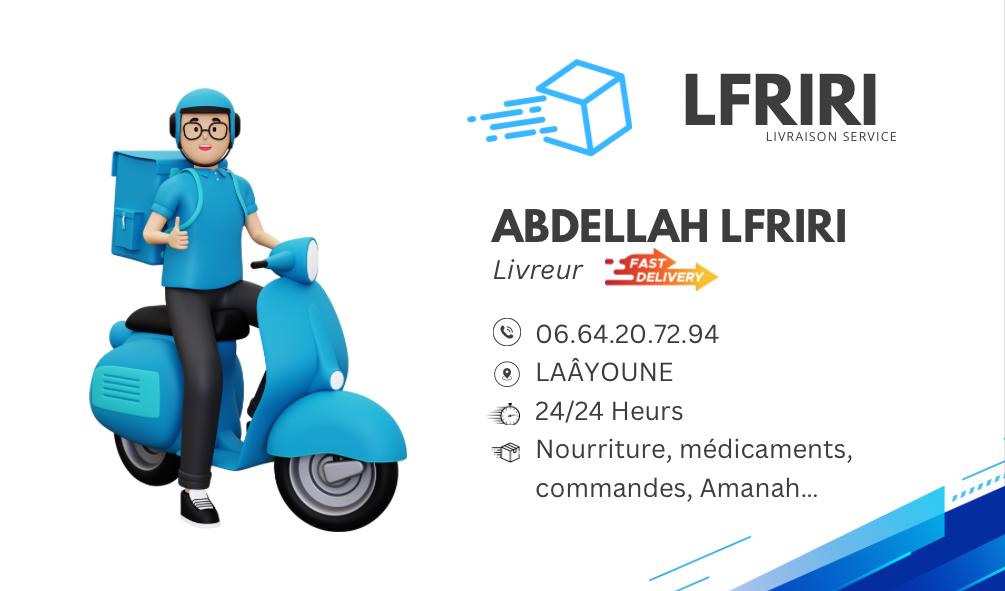 LFRIRI
LIVRAISON SERVICE
ABDELLAH LFRIRI
Livreur
FAST
DELIVERY
06.64.20.72.94
LAÂYOUNE
24/24 Heurs
Nourriture, médicaments,
commandes, Amanah...